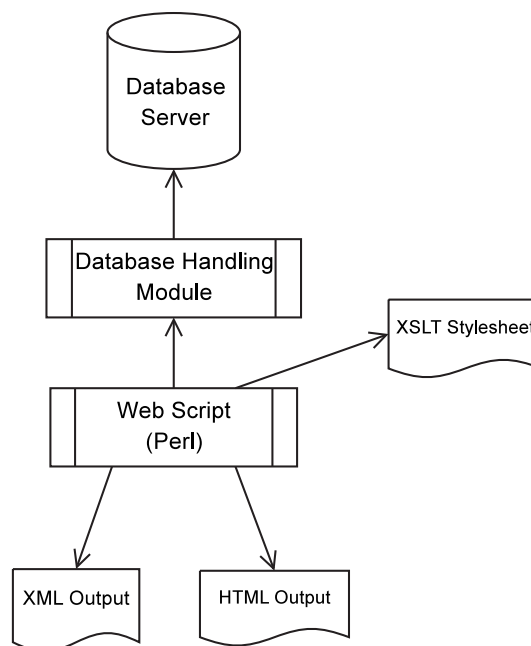 Database
Server
Database Handling
Module
XSLT Stylesheet
Web Script
(Perl)
XML Output
HTML Output